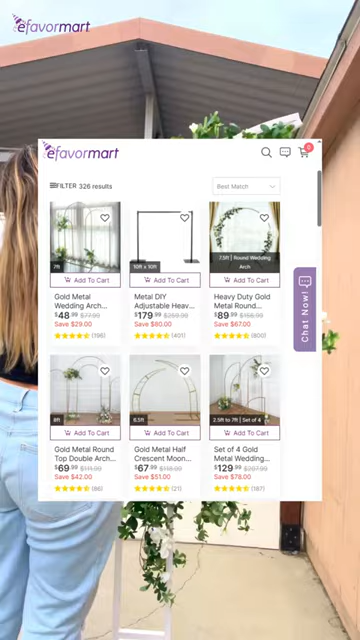 efavormart
efavormart
FILTER 326 results
Best Match
0
7ft
10ft x 10ft
7.5ft | Round Wedding
Arch
Add To Cart
Add To Cart
Add To Cart
Gold Metal
Wedding Arch...
$48.99 $77.99
Save $29.00
(196)
Metal DIY
Adjustable Heav...
$179.99 $259.99
Save $80.00
(401)
Heavy Duty Gold
Metal Round...
$89.99 $156.99
Save $67.00
(800)
Chat Now!
8ft
6.5ft
2.5ft to 7ft | Set of 4
Add To Cart
Add To Cart
Add To Cart
Gold Metal Round
Top Double Arch...
$69.99 $111.99
Save $42.00
(86)
Gold Metal Half
Crescent Moon...
$67.99 $118.99
Save $51.00
(21)
Set of 4 Gold
Metal Wedding...
$129.99 $207.99
Save $78.00
(187)